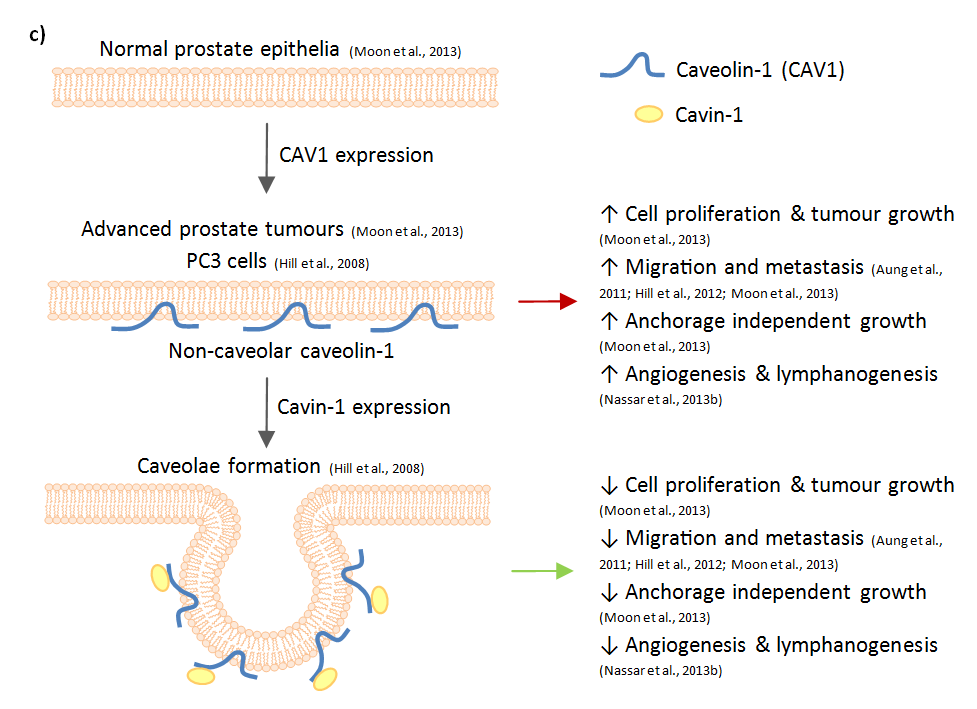 c)
Normal prostate epithelia (Moon et al., 2013)
Caveolin-1 (CAV1)
Cavin-1
CAV1 expression
Advanced prostate tumours (Moon et al., 2013)
PC3 cells (Hill et al., 2008)
Non-caveolar caveolin-1
↑ Cell proliferation & tumour growth
(Moon et al., 2013)
↑ Migration and metastasis (Aung et al.,
2011; Hill et al., 2012; Moon et al., 2013)
↑ Anchorage independent growth
(Moon et al., 2013)
↑ Angiogenesis & lymphanogenesis
(Nassar et al., 2013b)
Cavin-1 expression
Caveolae formation (Hill et al., 2008)
↓ Cell proliferation & tumour growth
(Moon et al., 2013)
↓ Migration and metastasis (Aung et al.,
2011; Hill et al., 2012; Moon et al., 2013)
↓ Anchorage independent growth
(Moon et al., 2013)
↓ Angiogenesis & lymphanogenesis
(Nassar et al., 2013b)